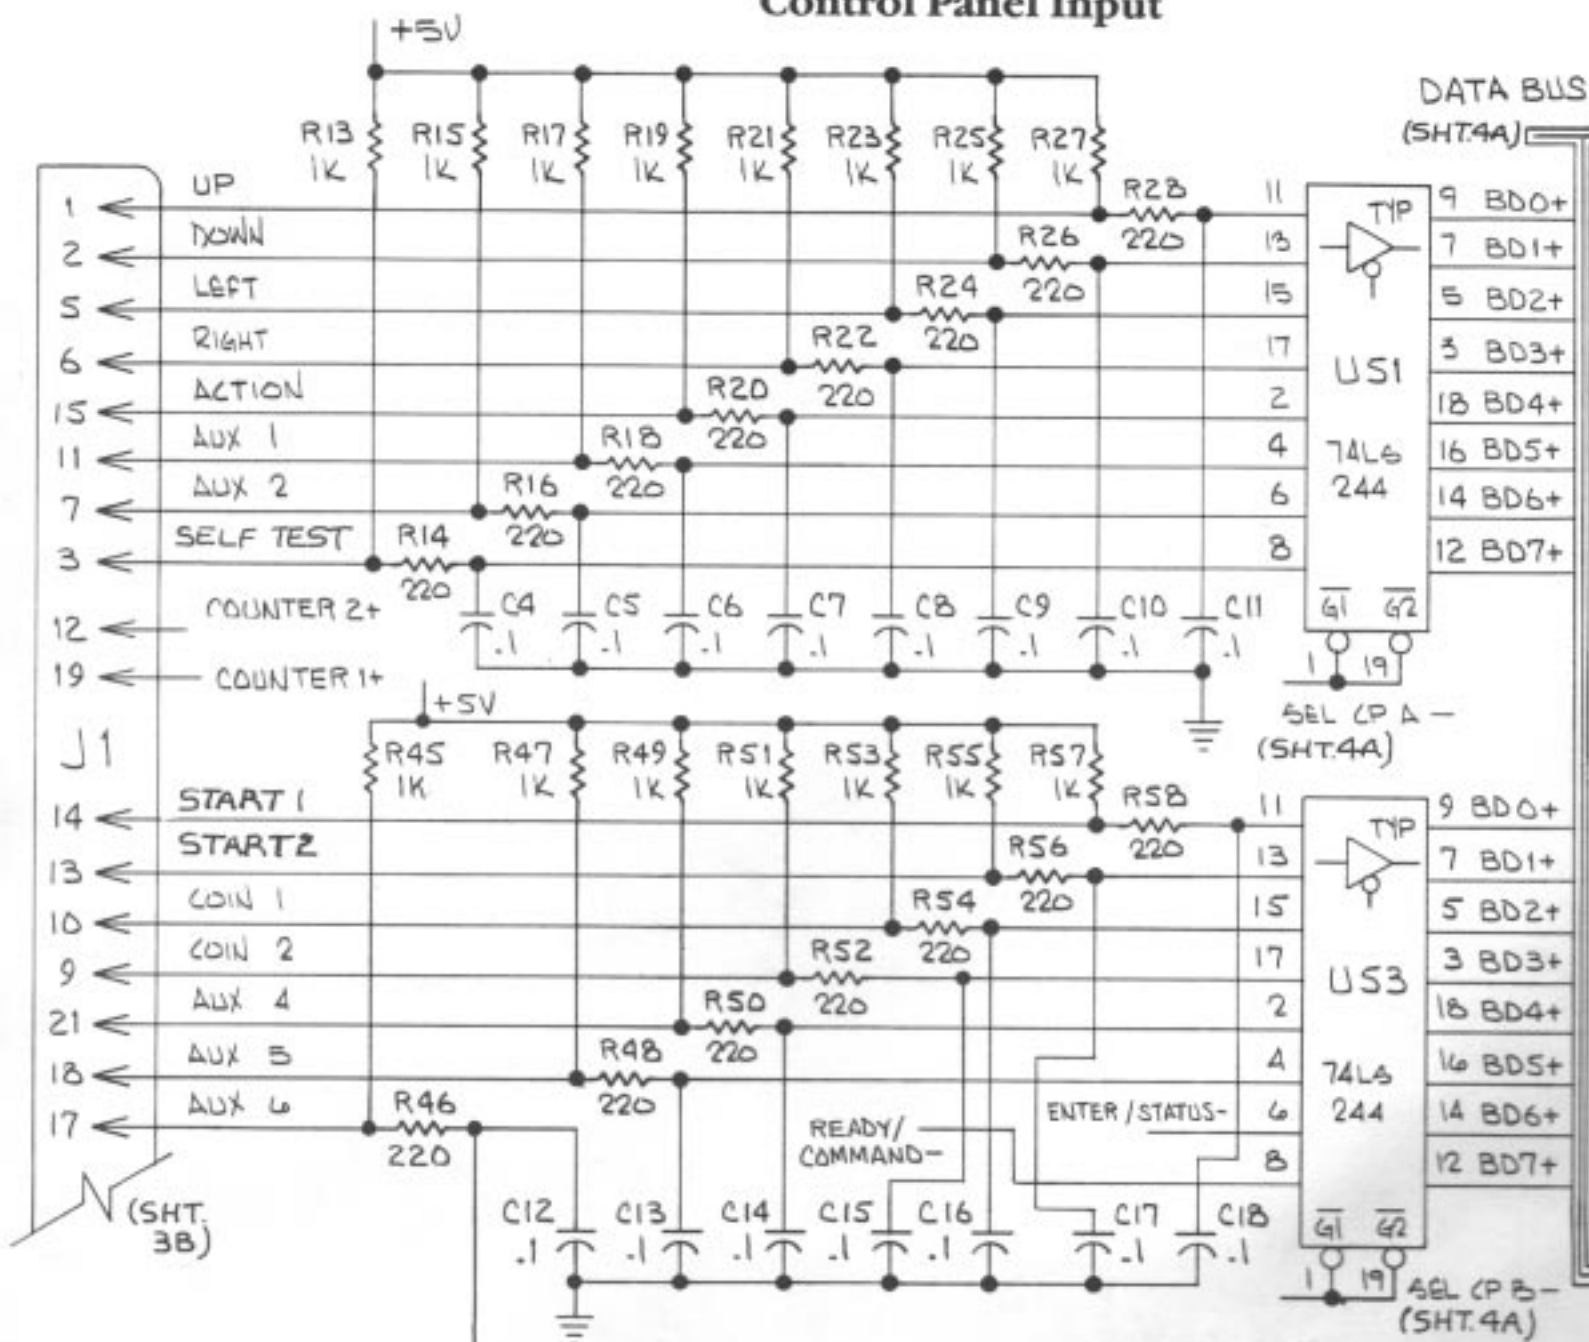 Control Panel Input
+5V
DATA BUS
(SHT.4A)
R13 1K
R15 1K
R17 1K
R19 1K
R21 1K
R23 1K
R25 1K
R27 1K
1 UP
R28 220
11
TYP
9 BD0+
2 DOWN
R26 220
13
7 BD1+
5 LEFT
R24 220
15
5 BD2+
6 RIGHT
R22 220
17
3 BD3+
U51
15 ACTION
R20 220
2
18 BD4+
11 AUX 1
R18 220
4
74LS
244
16 BD5+
7 AUX 2
R16 220
6
14 BD6+
3 SELF TEST
R14 220
8
12 BD7+
12 COUNTER 2+
19 COUNTER 1+
C4 .1
C5 .1
C6 .1
C7 .1
C8 .1
C9 .1
C10 .1
C11 .1
G1 G2
1 19
SEL CP A -
(SHT.4A)
J1
+5V
R45 1K
R47 1K
R49 1K
R51 1K
R53 1K
R55 1K
R57 1K
14 START 1
R58 220
11
TYP
9 BD0+
13 START 2
R56 220
13
7 BD1+
10 COIN 1
R54 220
15
5 BD2+
9 COIN 2
R52 220
17
3 BD3+
U53
21 AUX 4
R50 220
2
18 BD4+
18 AUX 5
R48 220
4
74LS
244
16 BD5+
17 AUX 6
R46 220
READY/
COMMAND-
ENTER/STATUS-
6
14 BD6+
8
12 BD7+
(SHT.
3B)
C12 .1
C13 .1
C14 .1
C15 .1
C16 .1
C17 .1
C18 .1
G1 G2
1 19
SEL CP B -
(SHT.4A)